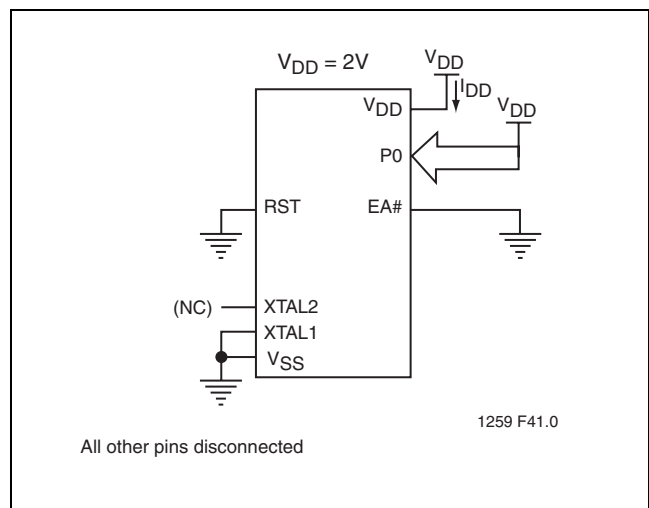 VDD = 2V
VDD
IDD
VDD
VDD
P0
RST
EA#
(NC)
XTAL2
XTAL1
VSS
1259 F41.0
All other pins disconnected